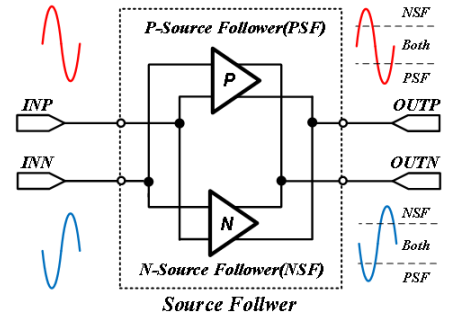 P-Source Follower(PSF)
NSF
Both
PSF
P
INP
OUTP
INN
OUTN
N
NSF
Both
PSF
N-Source Follower(NSF)
Source Follwer